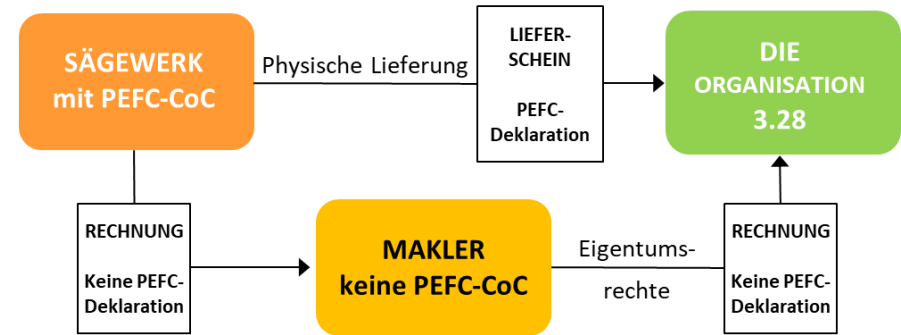 SÄGEWERK
mit PEFC-CoC
Physische Lieferung
LIEFER-
SCHEIN
PEFC-
Deklaration
DIE
ORGANISATION
3.28
RECHNUNG
Keine PEFC-
Deklaration
MAKLER
keine PEFC-CoC
Eigentums-
rechte
RECHNUNG
Keine PEFC-
Deklaration